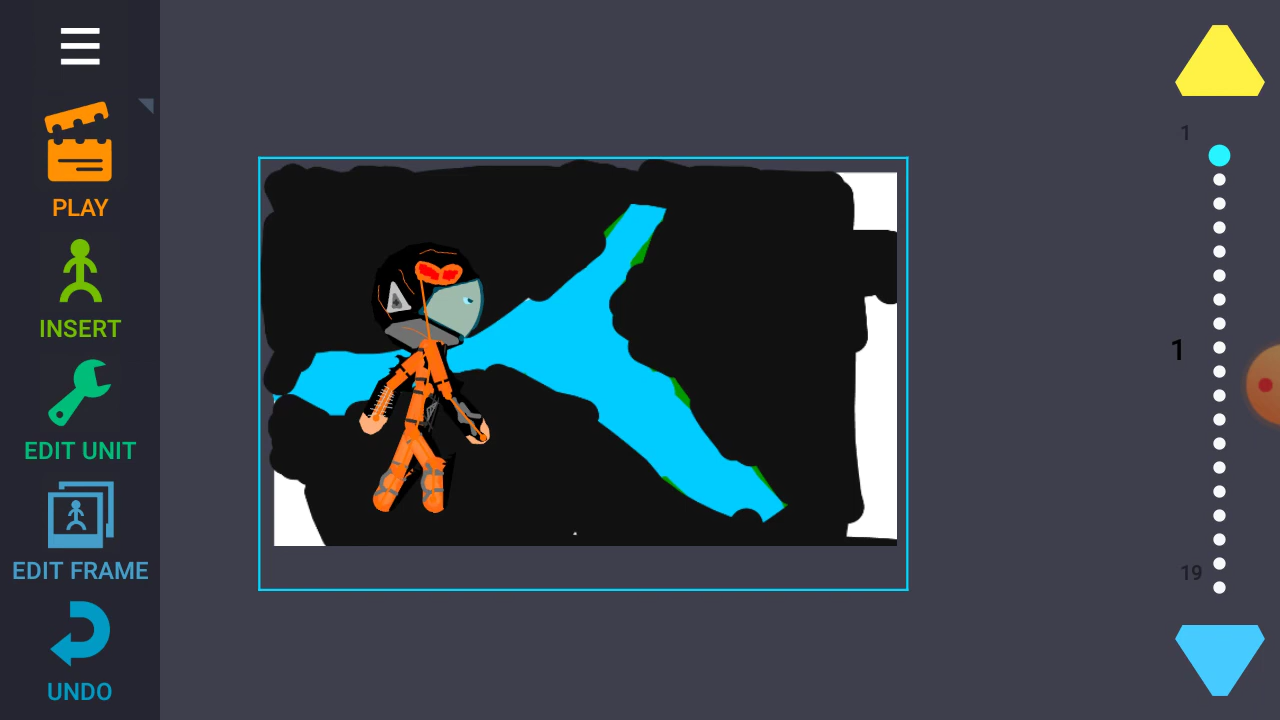 PLAY
INSERT
EDIT UNIT
EDIT FRAME
UNDO
1
1
19